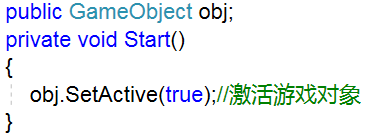 public GameObject obj;
private void Start()
{
obj.SetActive(true);//激活游戏对象
}